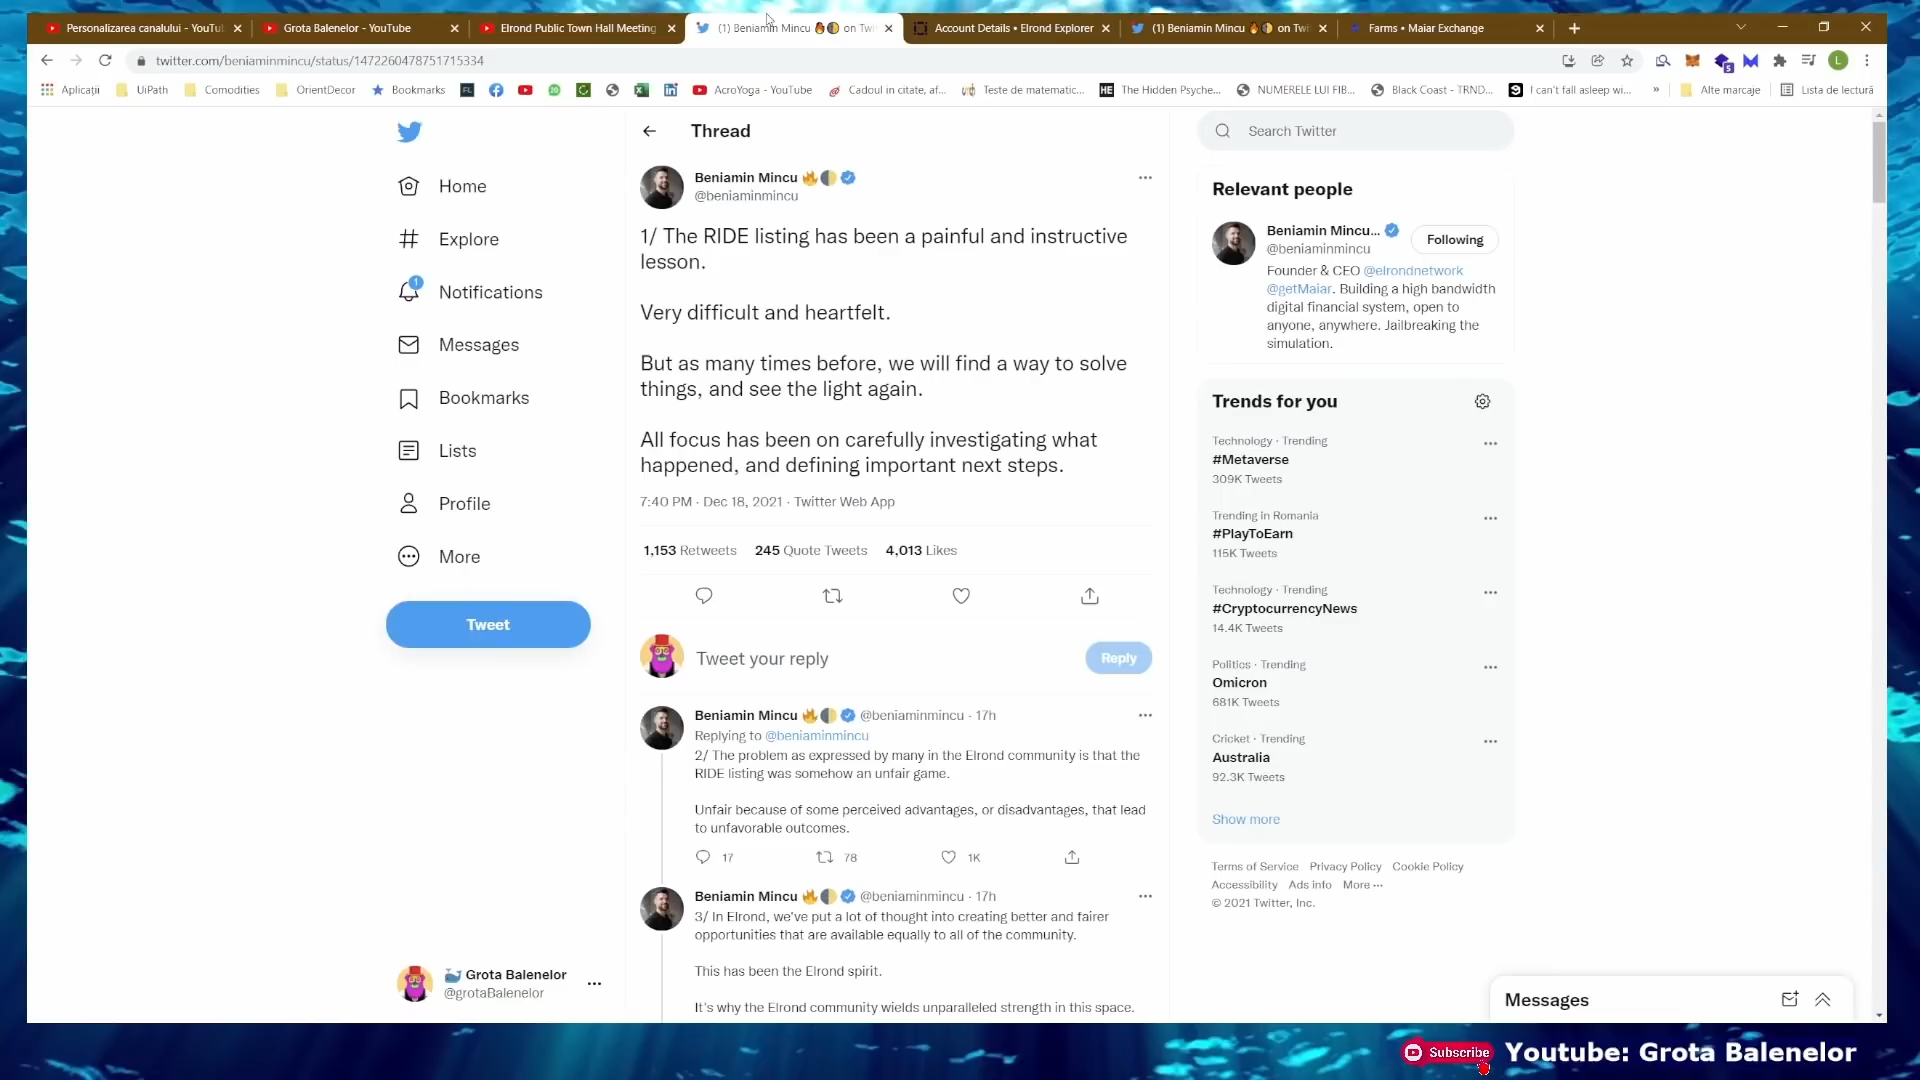 Personalizarea canalului - YouTu
Grota Balenelor - YouTube
Elrond Public Town Hall Meeting
(1) Beniamin Mincu on Twi
Account Details • Elrond Explorer
(1) Beniamin Mincu on Twi
Farms • Maiar Exchange
twitter.com/beniaminmincu/status/1472260478751715334
Aplicații
UiPath
Comodities
OrientDecor
Bookmarks
AcroYoga - YouTube
Cadoul in citate, af...
Teste de matematic...
The Hidden Psyche...
NUMERELE LUI FIB...
Black Coast - TRND...
I can't fall asleep wi...
»
Alte marcaje
Lista de lectură
Home
Explore
Notifications
Messages
Bookmarks
Lists
Profile
More
Tweet
Grota Balenelor
@grotaBalenelor
Thread
Beniamin Mincu
@beniaminmincu
1/ The RIDE listing has been a painful and instructive
lesson.
Very difficult and heartfelt.
But as many times before, we will find a way to solve
things, and see the light again.
All focus has been on carefully investigating what
happened, and defining important next steps.
7:40 PM · Dec 18, 2021 · Twitter Web App
1,153 Retweets 245 Quote Tweets 4,013 Likes
Tweet your reply
Reply
Beniamin Mincu @beniaminmincu · 17h
Replying to @beniaminmincu
2/ The problem as expressed by many in the Elrond community is that the
RIDE listing was somehow an unfair game.
Unfair because of some perceived advantages, or disadvantages, that lead
to unfavorable outcomes.
17 78 1K
Beniamin Mincu @beniaminmincu · 17h
3/ In Elrond, we've put a lot of thought into creating better and fairer
opportunities that are available equally to all of the community.
This has been the Elrond spirit.
It's why the Elrond community wields unparalleled strength in this space.
Search Twitter
Relevant people
Beniamin Mincu...
@beniaminmincu
Following
Founder & CEO @elrondnetwork
@getMaiar. Building a high bandwidth
digital financial system, open to
anyone, anywhere. Jailbreaking the
simulation.
Trends for you
Technology · Trending
#Metaverse
309K Tweets
Trending in Romania
#PlayToEarn
115K Tweets
Technology · Trending
#CryptocurrencyNews
14.4K Tweets
Politics · Trending
Omicron
681K Tweets
Cricket · Trending
Australia
92.3K Tweets
Show more
Terms of Service Privacy Policy Cookie Policy
Accessibility Ads info More ···
© 2021 Twitter, Inc.
Messages
Subscribe
Youtube: Grota Balenelor